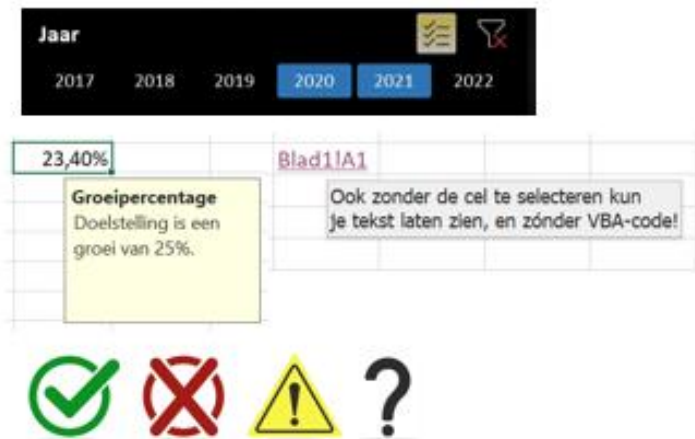 Jaar
2017 2018 2019 2020 2021 2022
23,40%
Blad1!A1
Groeipercentage
Doelstelling is een
groei van 25%.
Ook zonder de cel te selecteren kun
je tekst laten zien, en zónder VBA-code!